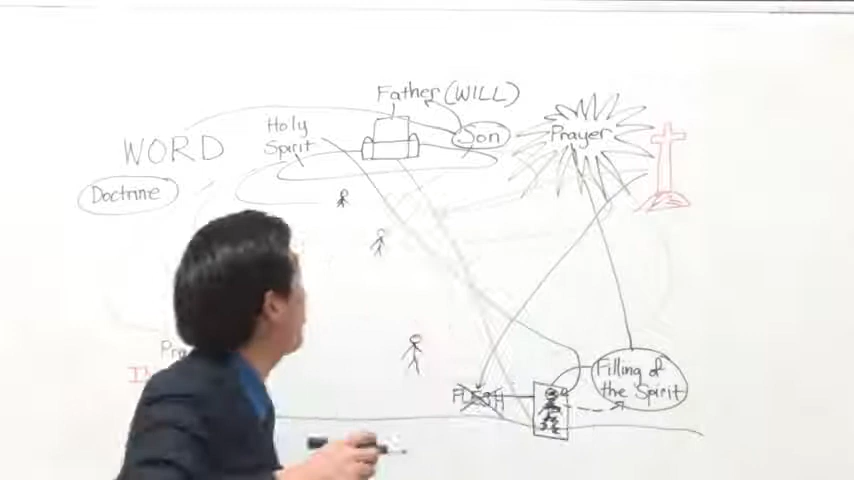 Father (WILL)
Holy
Spirit
Son
Prayer
WORD
Doctrine
Filling of
the Spirit
FLESH